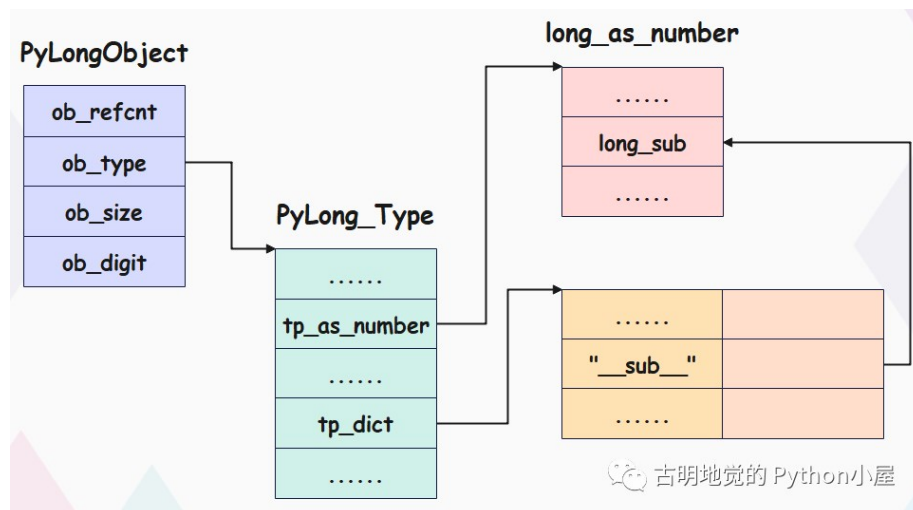 PyLongObject
ob_refcnt
ob_type
ob_size
ob_digit
PyLong_Type
......
tp_as_number
......
tp_dict
......
long_as_number
......
long_sub
......
......
"__sub__"
......
古明地觉的 Python小屋